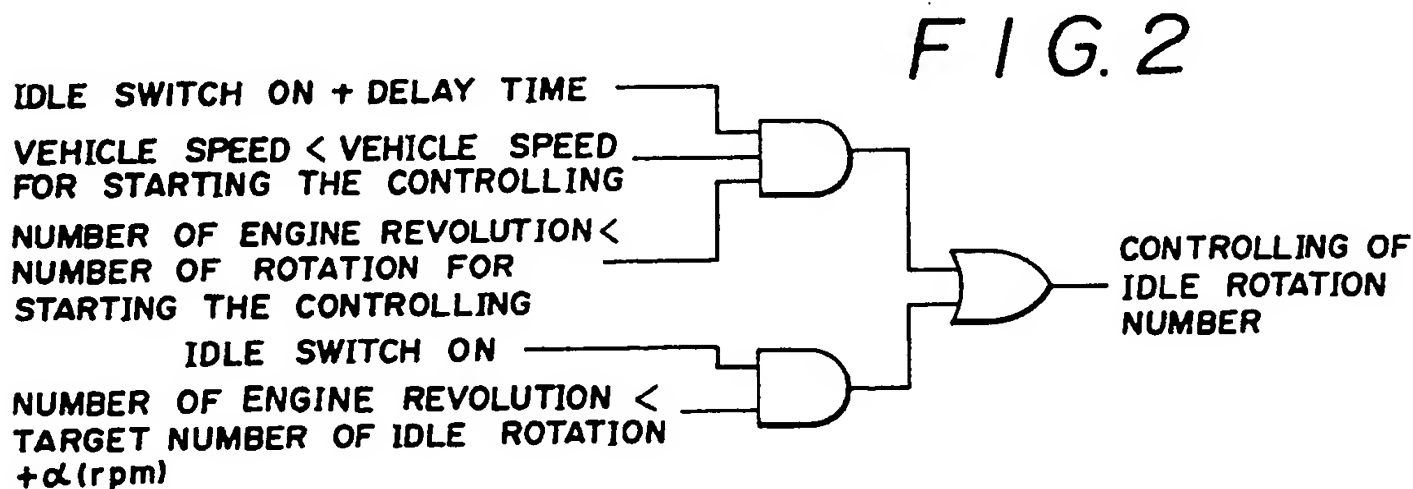 FIG. 2
IDLE SWITCH ON + DELAY TIME
VEHICLE SPEED < VEHICLE SPEED
FOR STARTING THE CONTROLLING
NUMBER OF ENGINE REVOLUTION <
NUMBER OF ROTATION FOR
STARTING THE CONTROLLING
IDLE SWITCH ON
NUMBER OF ENGINE REVOLUTION <
TARGET NUMBER OF IDLE ROTATION
+α(rpm)
CONTROLLING OF
IDLE ROTATION
NUMBER